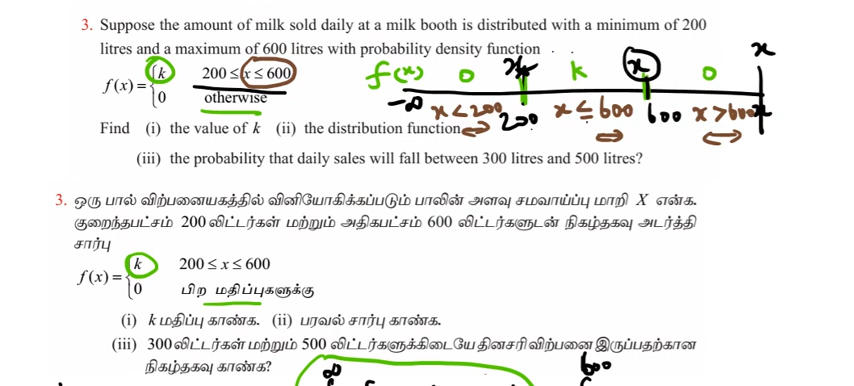 3. Suppose the amount of milk sold daily at a milk booth is distributed with a minimum of 200
litres and a maximum of 600 litres with probability density function
f(x) = { k 200 ≤ x ≤ 600
0 otherwise
f(x) 0 k x 0 x
-∞ x<200 200 x ≤ 600 600 x >600
Find (i) the value of k (ii) the distribution function
(iii) the probability that daily sales will fall between 300 litres and 500 litres?
3. ஒரு பால் விற்பனையகத்தில் வினியோகிக்கப்படும் பாலின் அளவு சமவாய்ப்பு மாறி X என்க.
குறைந்தபட்சம் 200 லிட்டர்கள் மற்றும் அதிகபட்சம் 600 லிட்டர்களுடன் நிகழ்தகவு அடர்த்தி
சார்பு
f(x) = { k 200 ≤ x ≤ 600
0 பிற மதிப்புகளுக்கு
(i) k மதிப்பு காண்க. (ii) பரவல் சார்பு காண்க.
(iii) 300 லிட்டர்கள் மற்றும் 500 லிட்டர்களுக்கிடையே தினசரி விற்பனை இருப்பதற்கான
நிகழ்தகவு காண்க?
∞ 600